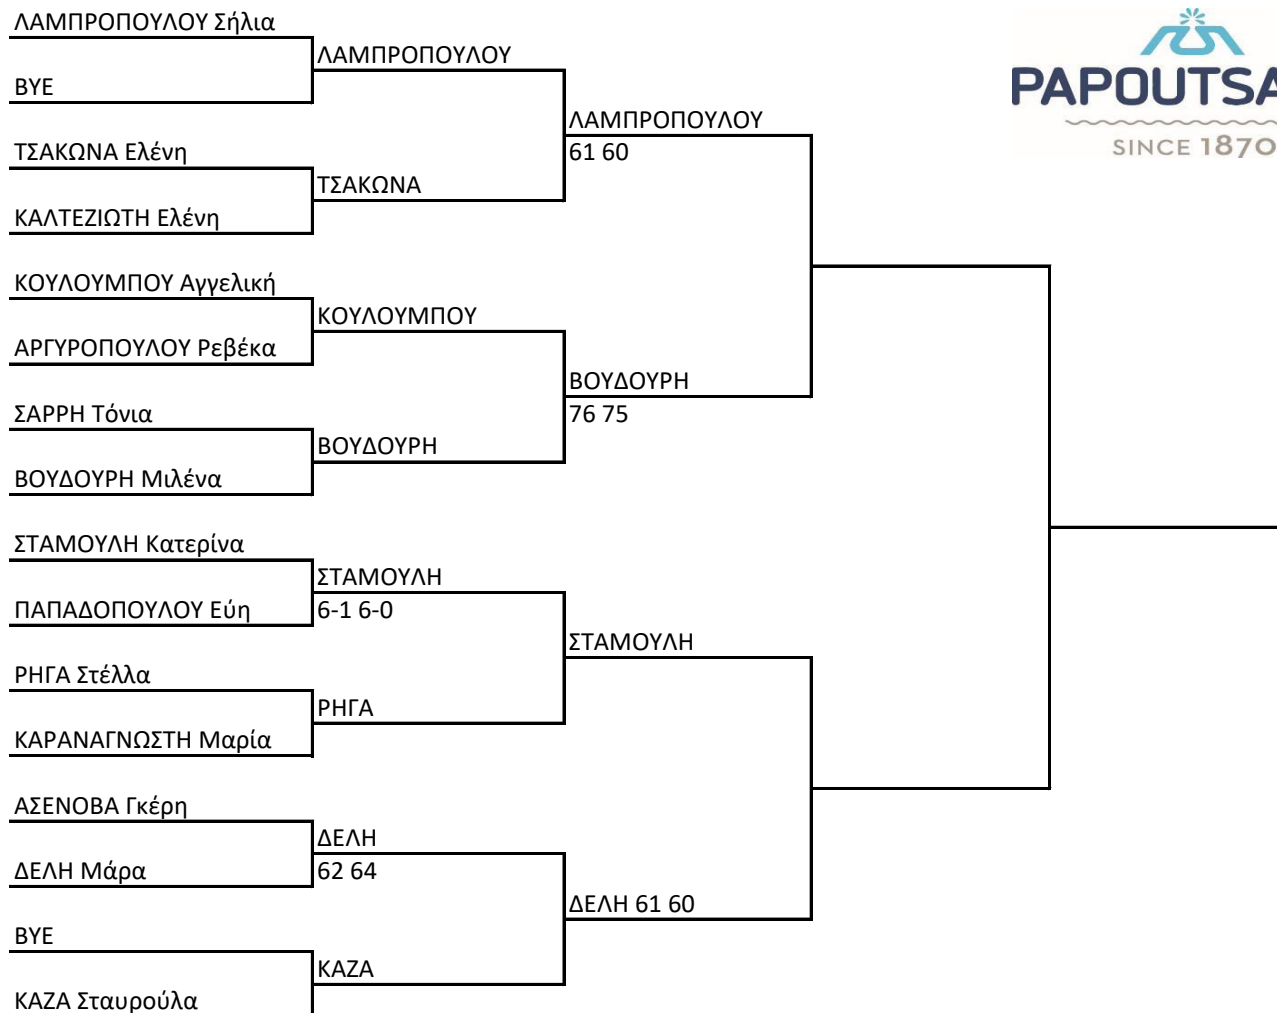 ΛΑΜΠΡΟΠΟΥΛΟΥ Σήλια
ΛΑΜΠΡΟΠΟΥΛΟΥ
BYE
ΛΑΜΠΡΟΠΟΥΛΟΥ
61 60
ΤΣΑΚΩΝΑ Ελένη
ΤΣΑΚΩΝΑ
ΚΑΛΤΕΖΙΩΤΗ Ελένη
ΚΟΥΛΟΥΜΠΟΥ Αγγελική
ΚΟΥΛΟΥΜΠΟΥ
ΑΡΓΥΡΟΠΟΥΛΟΥ Ρεβέκα
ΒΟΥΔΟΥΡΗ
76 75
ΣΑΡΡΗ Τόνια
ΒΟΥΔΟΥΡΗ
ΒΟΥΔΟΥΡΗ Μιλένα
ΣΤΑΜΟΥΛΗ Κατερίνα
ΣΤΑΜΟΥΛΗ
6-1 6-0
ΠΑΠΑΔΟΠΟΥΛΟΥ Εύη
ΣΤΑΜΟΥΛΗ
ΡΗΓΑ Στέλλα
ΡΗΓΑ
ΚΑΡΑΝΑΓΝΩΣΤΗ Μαρία
ΑΣΕΝΟΒΑ Γκέρη
ΔΕΛΗ
62 64
ΔΕΛΗ Μάρα
ΔΕΛΗ 61 60
BYE
ΚΑΖΑ
ΚΑΖΑ Σταυρούλα
PAPOUTSA
SINCE 1870